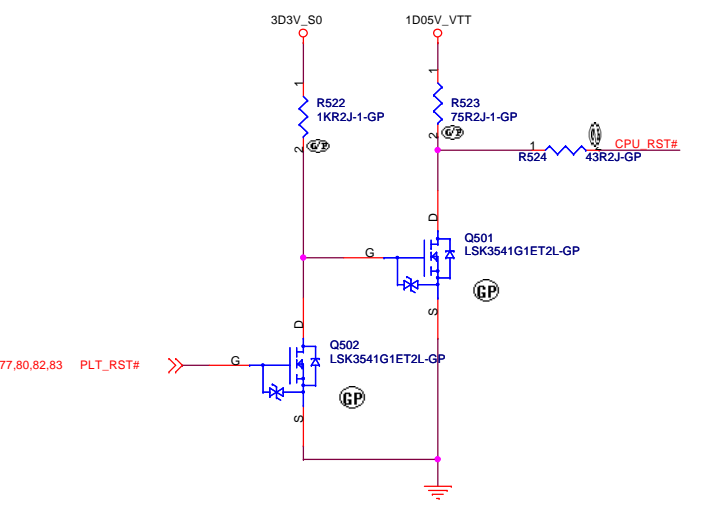 3D3V_S0
1D05V_VTT
1
R522
1KR2J-1-GP
2
G/P
1
R523
75R2J-1-GP
2
G/P
1
R524
2
43R2J-GP
CPU_RST#
D
G
Q501
LSK3541G1ET2L-GP
GP
S
D
Q502
LSK3541G1ET2L-GP
77,80,82,83
PLT_RST#
G
GP
S